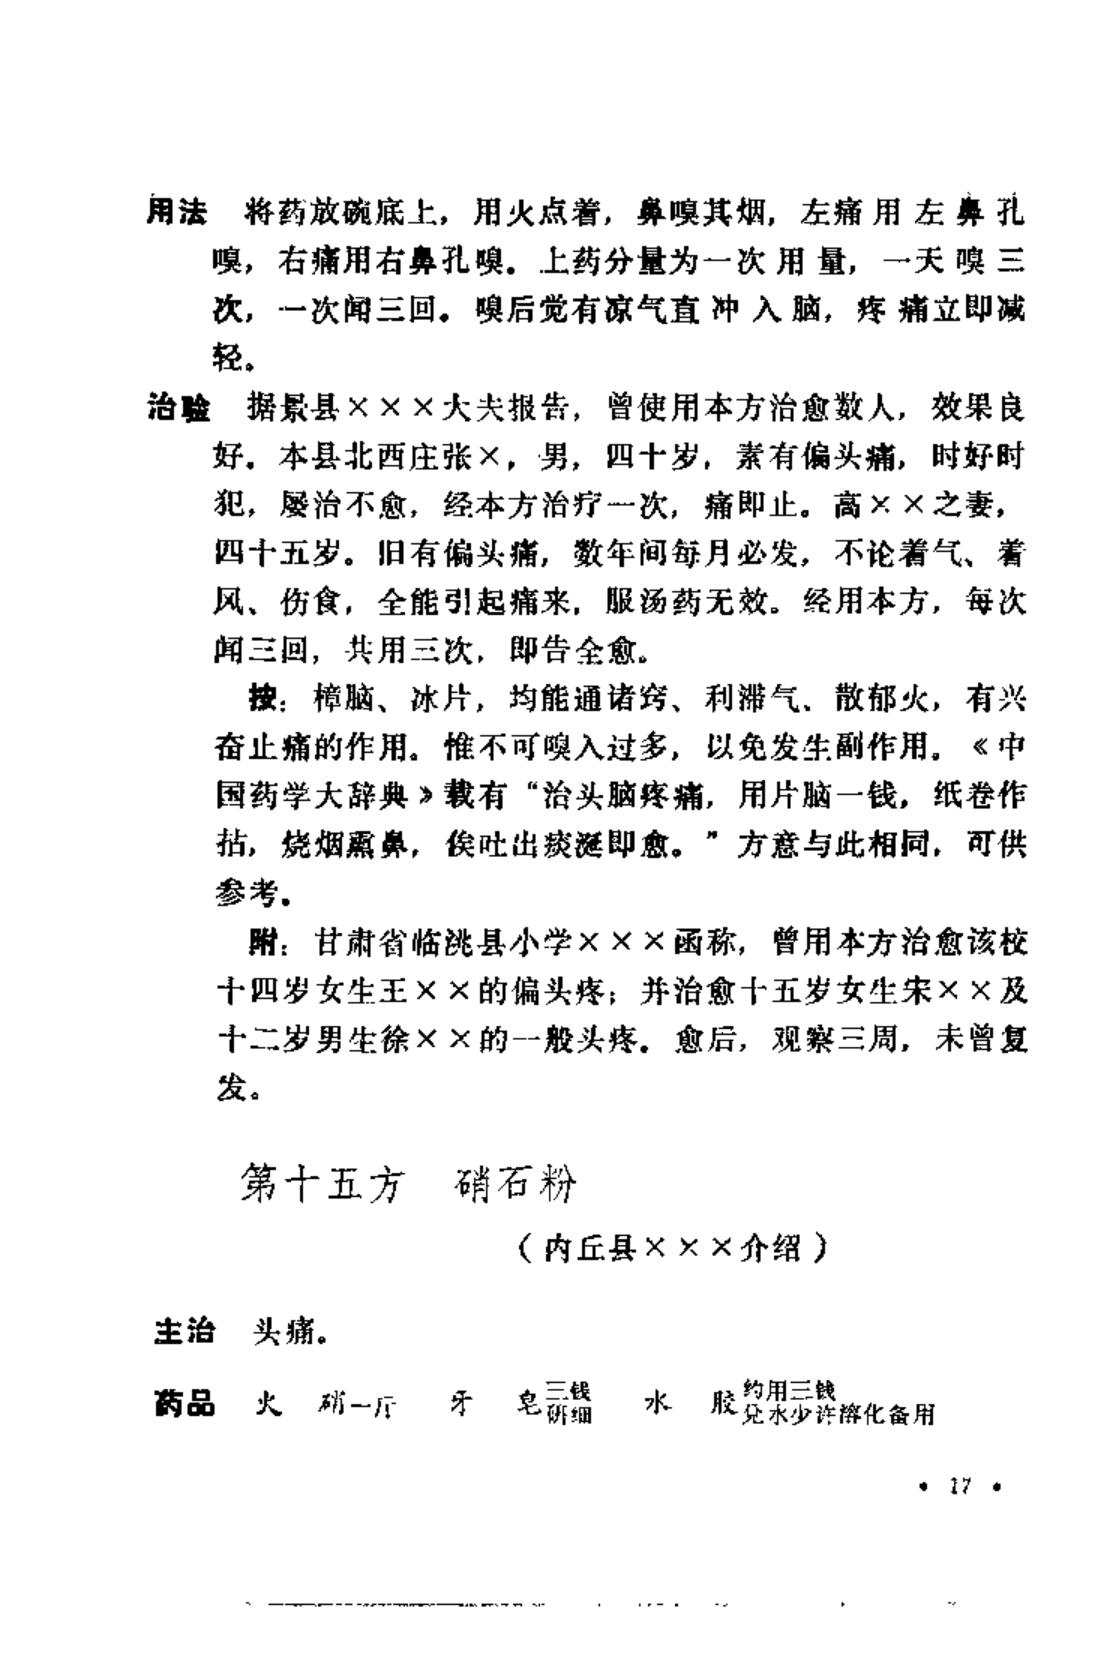 用法　将药放碗底上，用火点着，鼻嗅其烟，左痛用左鼻孔
嗅，右痛用右鼻孔嗅。上药分量为一次用量，一天嗅三
次，一次闻三回。嗅后觉有凉气直冲入脑，疼痛立即减
轻。
治验　据景县×××大夫报告，曾使用本方治愈数人，效果良
好。本县北西庄张×，男，四十岁，素有偏头痛，时好时
犯，屡治不愈，经本方治疗一次，痛即止。高××之妻，
四十五岁。旧有偏头痛，数年间每月必发，不论着气、着
风、伤食，全能引起痛来，服汤药无效。经用本方，每次
闻三回，共用三次，即告全愈。
按：樟脑、冰片，均能通诸窍、利滞气、散郁火，有兴
奋止痛的作用。惟不可嗅入过多，以免发生副作用。《中
国药学大辞典》载有“治头脑疼痛，用片脑一钱，纸卷作
拈，烧烟熏鼻，俟吐出痰涎即愈。”方意与此相同，可供
参考。
附：甘肃省临洮县小学×××函称，曾用本方治愈该校
十四岁女生王××的偏头疼；并治愈十五岁女生宋××及
十二岁男生徐××的一般头疼。愈后，观察三周，未曾复
发。
第十五方　硝石粉
（内丘县×××介绍）
主治　头痛。
药品　火　硝一斤　牙　皂三钱研细　水　胶约用三钱兑水少许溶化备用
• 17 •